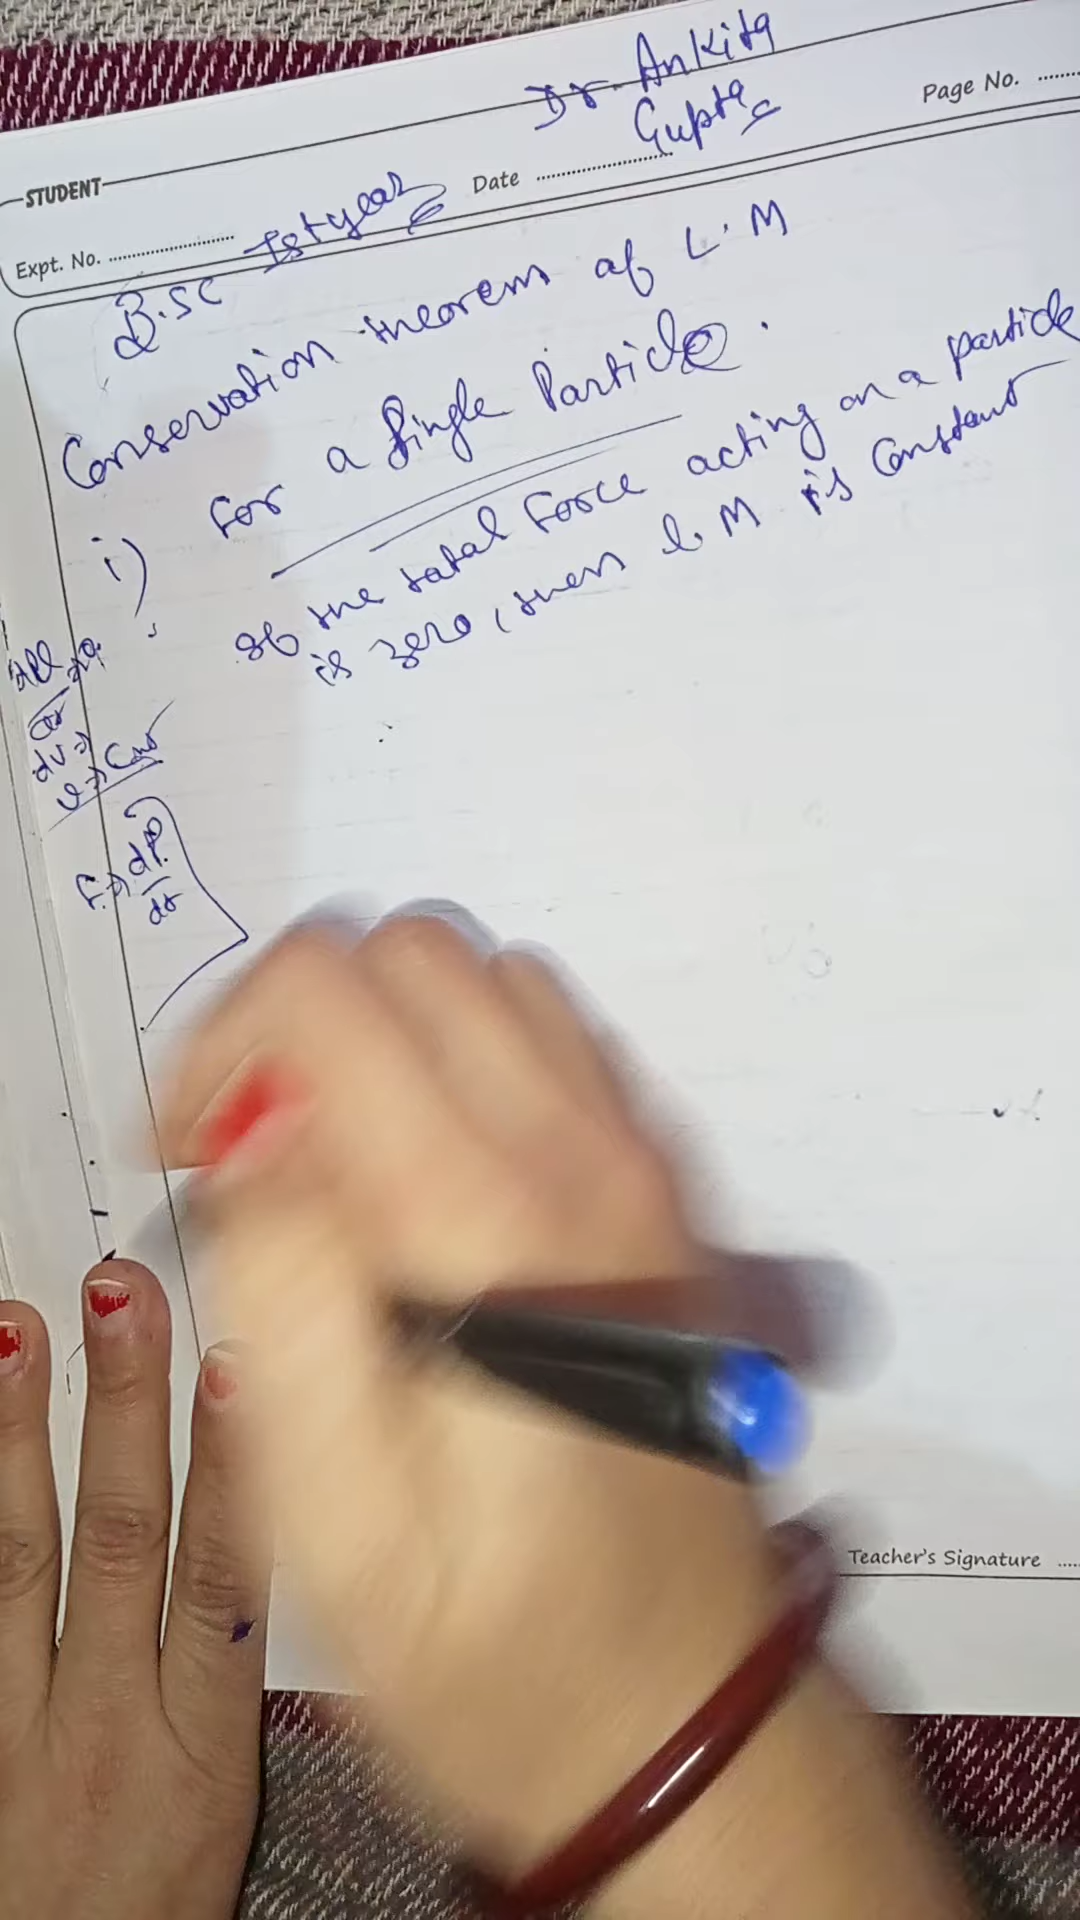 Dr. Ankita
Gupta
Page No. ........
STUDENT
Date ....................
Expt. No. ....................
B.SC Ist year
Conservation theorem of L.M
i) For a Single Particle.
If the total Force acting on a particle
is zero, then L.M is Constant
dv
F => dP
dt
Teacher's Signature .....